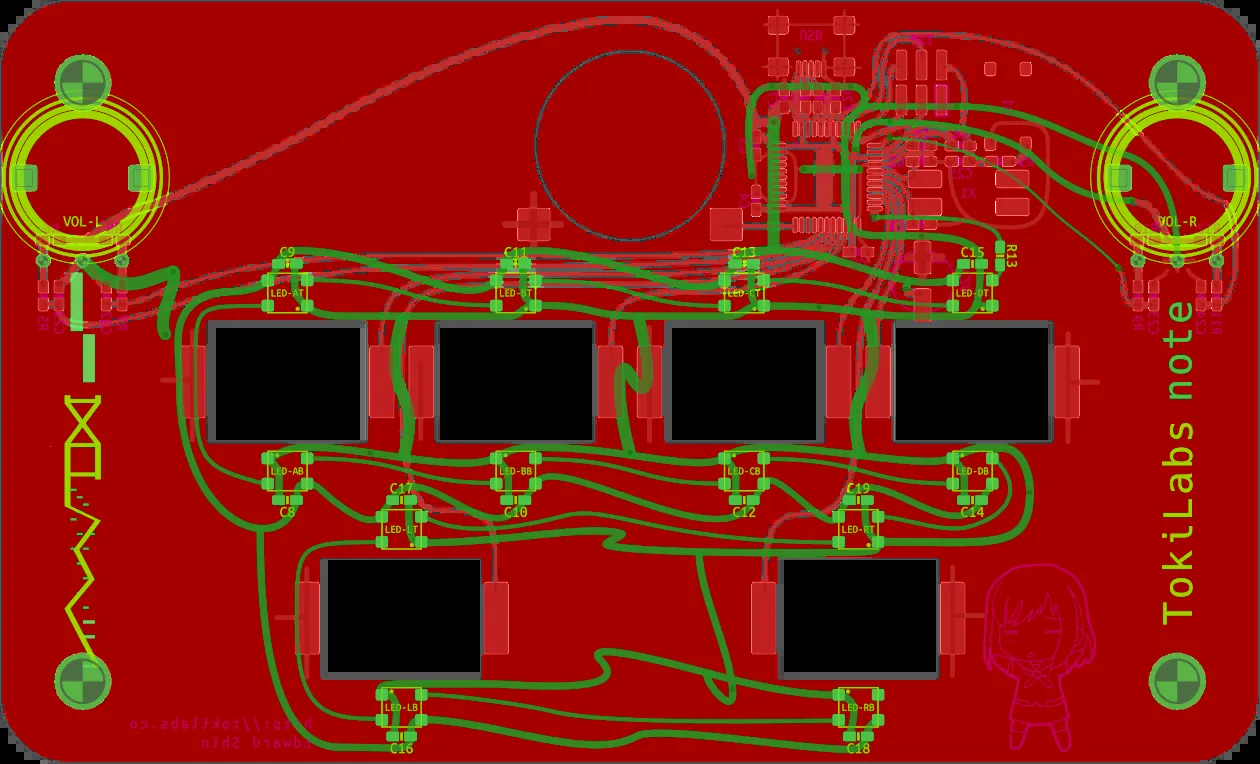 USB
X1
VOL-L
VOL-R
C9
C11
C13
C15
R13
LED-AT
LED-BT
LED-CT
LED-DT
LED-AB
LED-BB
LED-CB
LED-DB
C8
C17
C10
C12
C19
C14
LED-LT
LED-RT
TokiLabs note
LED-LB
LED-RB
C16
C18
http://tokilabs.co
Edward Shin